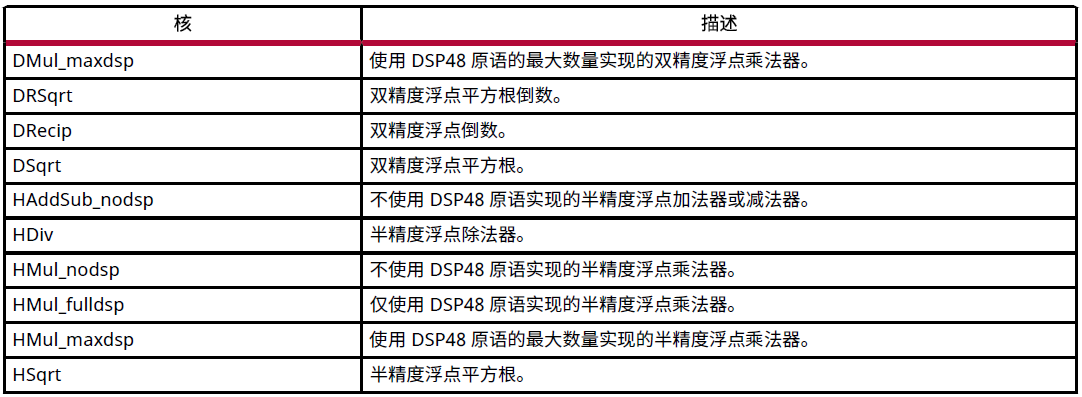 核 描述
DMul_maxdsp 使用 DSP48 原语的最大数量实现的双精度浮点乘法器。
DRSqrt 双精度浮点平方根倒数。
DRecip 双精度浮点倒数。
DSqrt 双精度浮点平方根。
HAddSub_nodsp 不使用 DSP48 原语实现的半精度浮点加法器或减法器。
HDiv 半精度浮点除法器。
HMul_nodsp 不使用 DSP48 原语实现的半精度浮点乘法器。
HMul_fulldsp 仅使用 DSP48 原语实现的半精度浮点乘法器。
HMul_maxdsp 使用 DSP48 原语的最大数量实现的半精度浮点乘法器。
HSqrt 半精度浮点平方根。